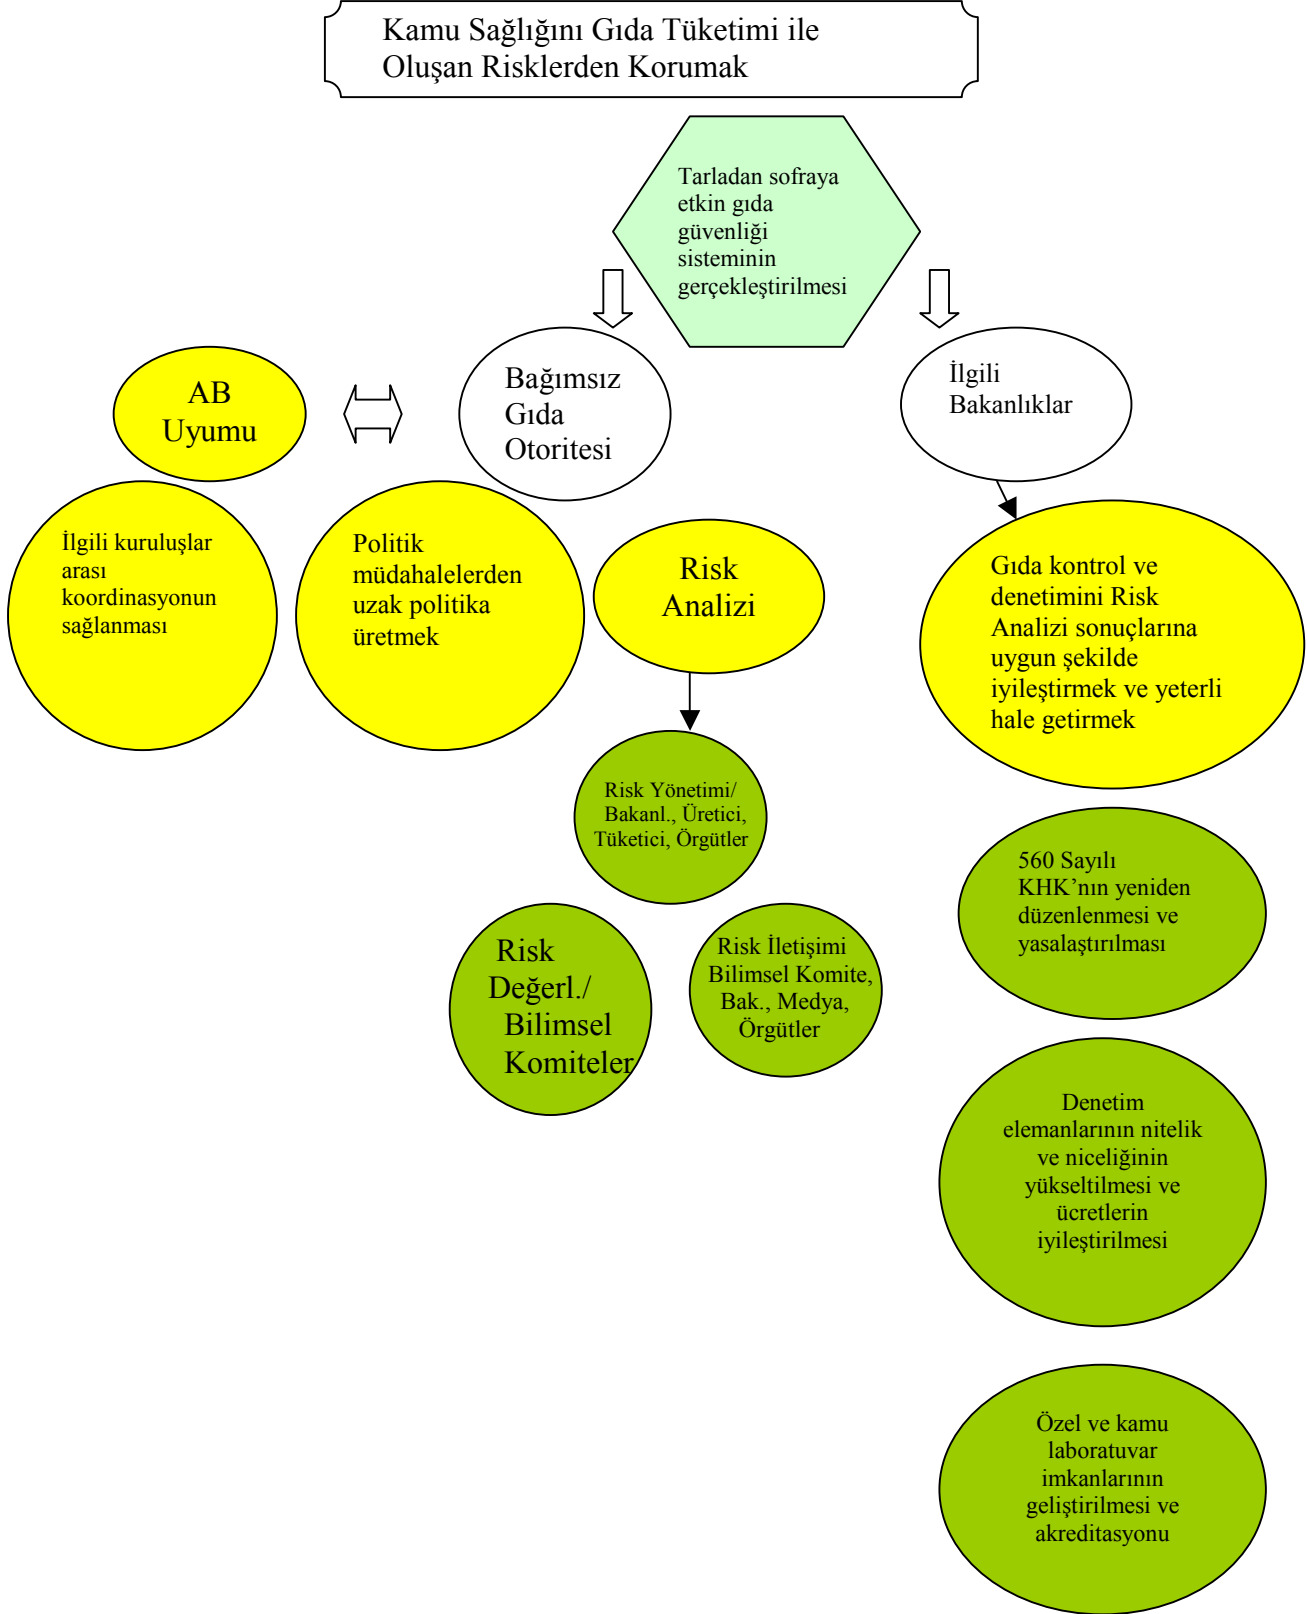 Kamu Sağlığını Gıda Tüketimi ile
Oluşan Risklerden Korumak
Tarladan sofraya
etkin gıda
güvenliği
sisteminin
gerçekleştirilmesi
AB
Uyumu
Bağımsız
Gıda
Otoritesi
İlgili
Bakanlıklar
İlgili kuruluşlar
arası
koordinasyonun
sağlanması
Politik
müdahalelerden
uzak politika
üretmek
Risk
Analizi
Gıda kontrol ve
denetimini Risk
Analizi sonuçlarına
uygun şekilde
iyileştirmek ve yeterli
hale getirmek
Risk Yönetimi/
Bakanl., Üretici,
Tüketici, Örgütler
Risk
Değerl./
Bilimsel
Komiteler
Risk İletişimi
Bilimsel Komite,
Bak., Medya,
Örgütler
560 Sayılı
KHK’nın yeniden
düzenlenmesi ve
yasalaştırılması
Denetim
elemanlarının nitelik
ve niceliğinin
yükseltilmesi ve
ücretlerin
iyileştirilmesi
Özel ve kamu
laboratuvar
imkanlarının
geliştirilmesi ve
akreditasyonu